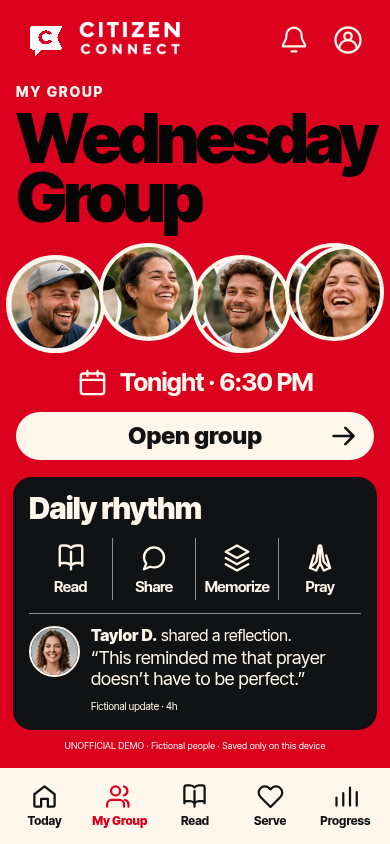 C
CITIZEN
CONNECT
MY GROUP
Wednesday
Group
Tonight · 6:30 PM
Open group
Daily rhythm
Read
Share
Memorize
Pray
Taylor D. shared a reflection.
“This reminded me that prayer
doesn’t have to be perfect.”
Fictional update · 4h
UNOFFICIAL DEMO · Fictional people · Saved only on this device
Today
My Group
Read
Serve
Progress